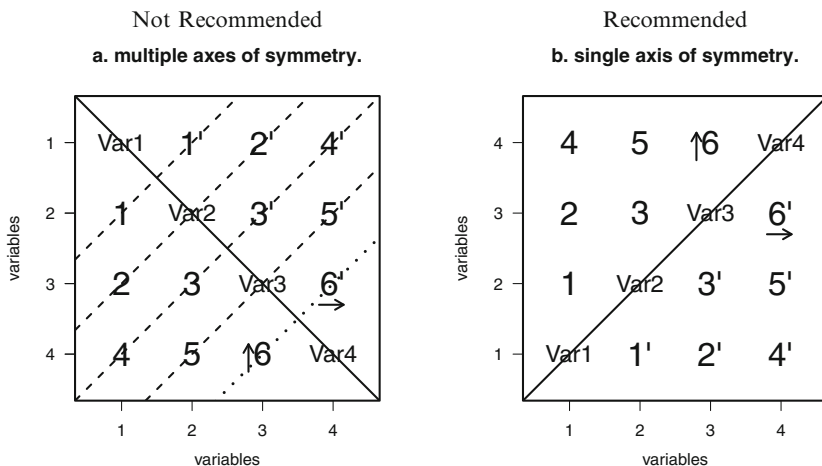 Not Recommended
a. multiple axes of symmetry.
variables
1 Var1 1' 2' 4'
2 1 Var2 3' 5'
3 2 3 Var3 6'
4 4 5 6 Var4
1 2 3 4
variables
Recommended
b. single axis of symmetry.
variables
4 4 5 6 Var4
3 2 3 Var3 6'
2 1 Var2 3' 5'
1 Var1 1' 2' 4'
1 2 3 4
variables